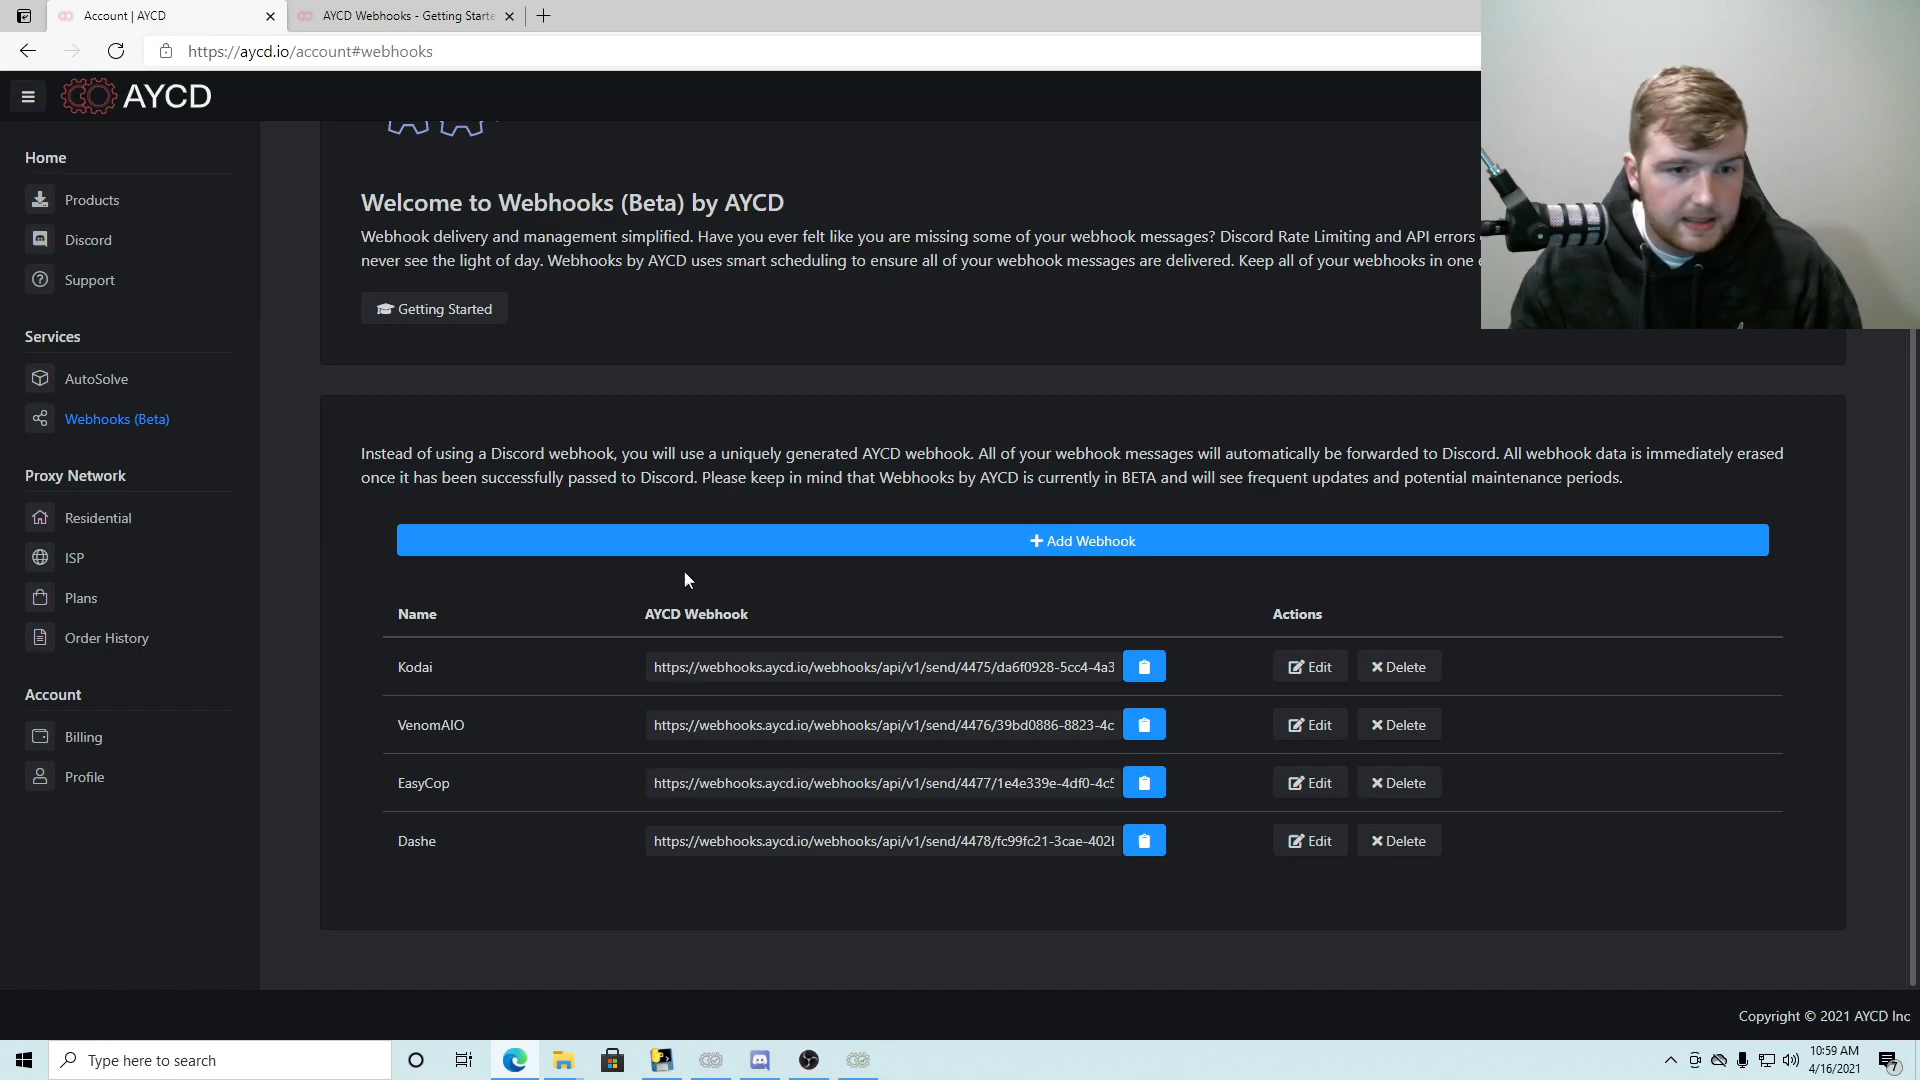 Account | AYCD
AYCD Webhooks - Getting Starte
https://aycd.io/account#webhooks
AYCD
Home
Products
Discord
Support
Services
AutoSolve
Webhooks (Beta)
Proxy Network
Residential
ISP
Plans
Order History
Account
Billing
Profile
Welcome to Webhooks (Beta) by AYCD
Webhook delivery and management simplified. Have you ever felt like you are missing some of your webhook messages? Discord Rate Limiting and API errors
never see the light of day. Webhooks by AYCD uses smart scheduling to ensure all of your webhook messages are delivered. Keep all of your webhooks in one
Getting Started
Instead of using a Discord webhook, you will use a uniquely generated AYCD webhook. All of your webhook messages will automatically be forwarded to Discord. All webhook data is immediately erased
once it has been successfully passed to Discord. Please keep in mind that Webhooks by AYCD is currently in BETA and will see frequent updates and potential maintenance periods.
Add Webhook
Name AYCD Webhook Actions
Kodai https://webhooks.aycd.io/webhooks/api/v1/send/4475/da6f0928-5cc4-4a3 Edit Delete
VenomAIO https://webhooks.aycd.io/webhooks/api/v1/send/4476/39bd0886-8823-4c Edit Delete
EasyCop https://webhooks.aycd.io/webhooks/api/v1/send/4477/1e4e339e-4df0-4c5 Edit Delete
Dashe https://webhooks.aycd.io/webhooks/api/v1/send/4478/fc99fc21-3cae-402 Edit Delete
Copyright © 2021 AYCD Inc
Type here to search
10:59 AM
4/16/2021
7